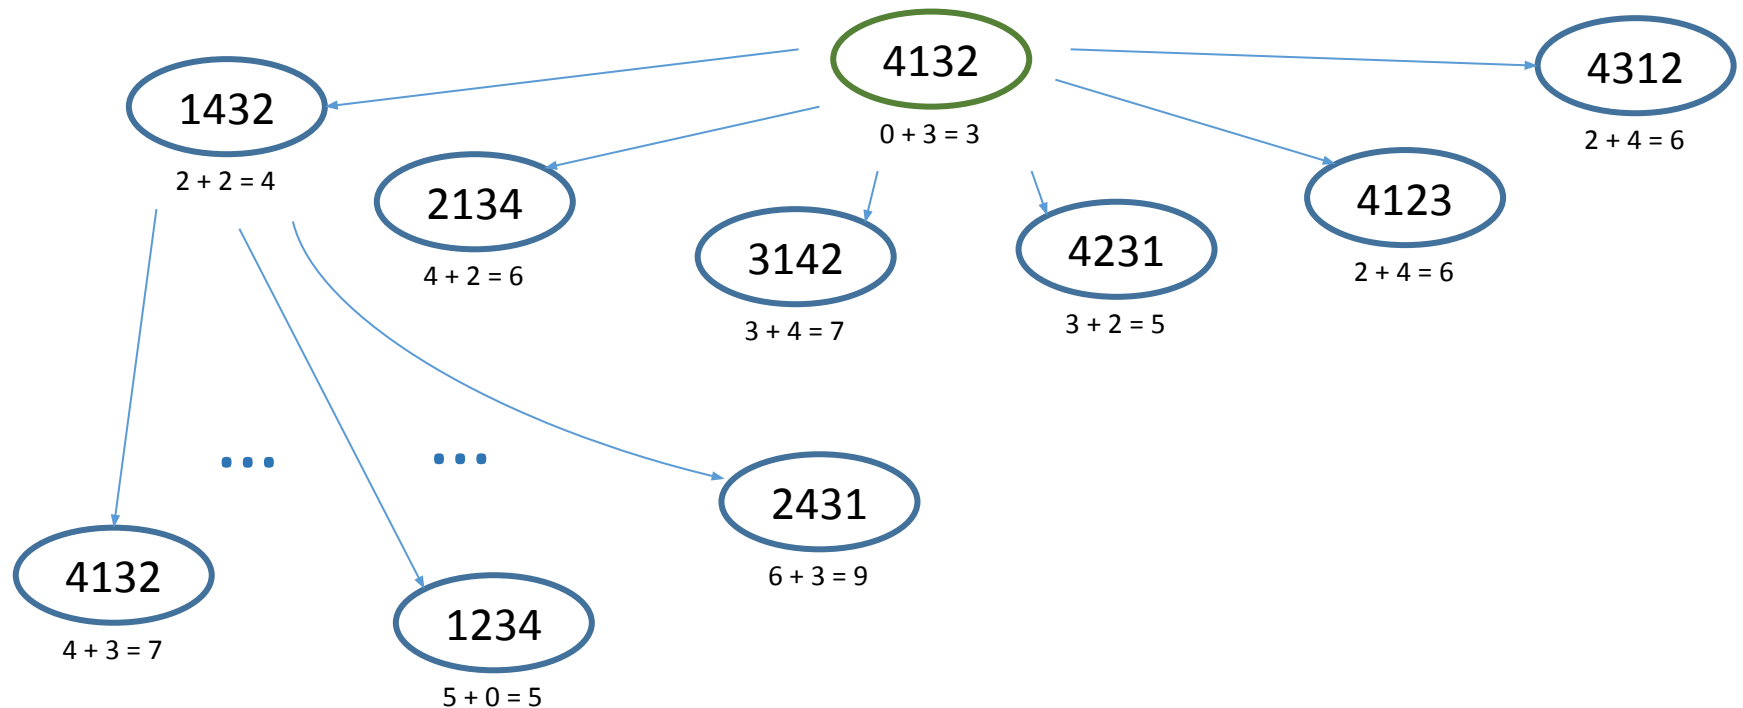 4132
0 + 3 = 3
4312
2 + 4 = 6
1432
2 + 2 = 4
2134
4 + 2 = 6
3142
3 + 4 = 7
4231
3 + 2 = 5
4123
2 + 4 = 6
...
...
4132
4 + 3 = 7
1234
5 + 0 = 5
2431
6 + 3 = 9